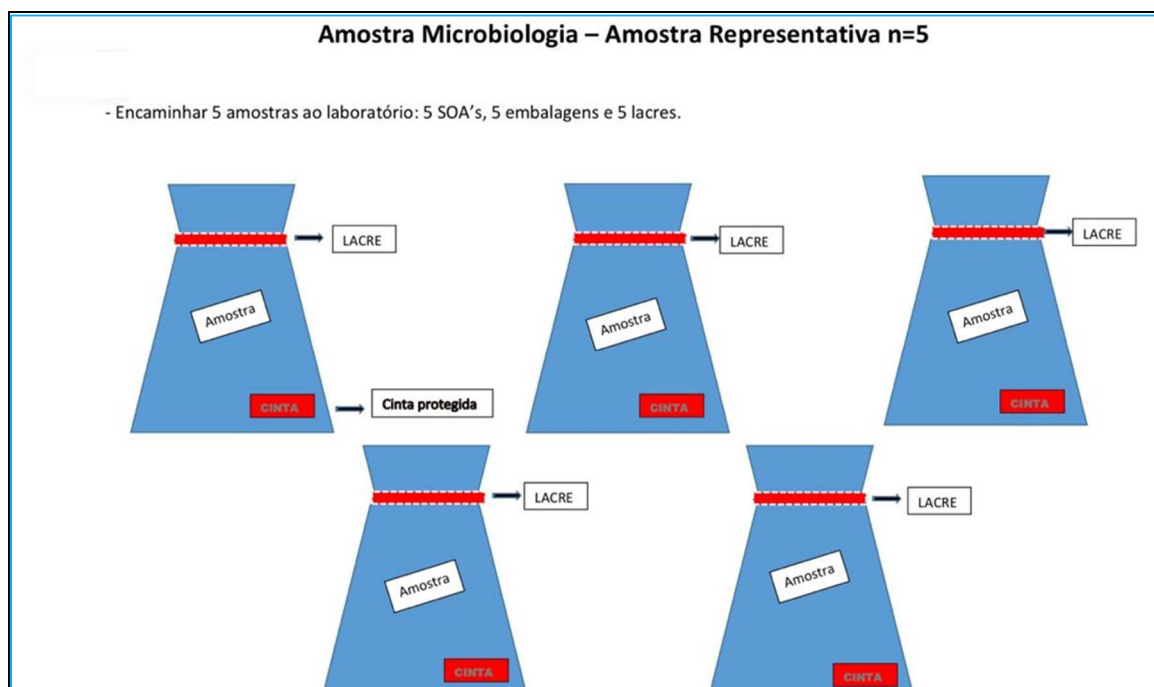 Amostra Microbiologia – Amostra Representativa n=5
- Encaminhar 5 amostras ao laboratório: 5 SOA’s, 5 embalagens e 5 lacres.
LACRE
LACRE
LACRE
Amostra
Amostra
Amostra
CINTA
Cinta protegida
CINTA
CINTA
LACRE
LACRE
Amostra
Amostra
CINTA
CINTA